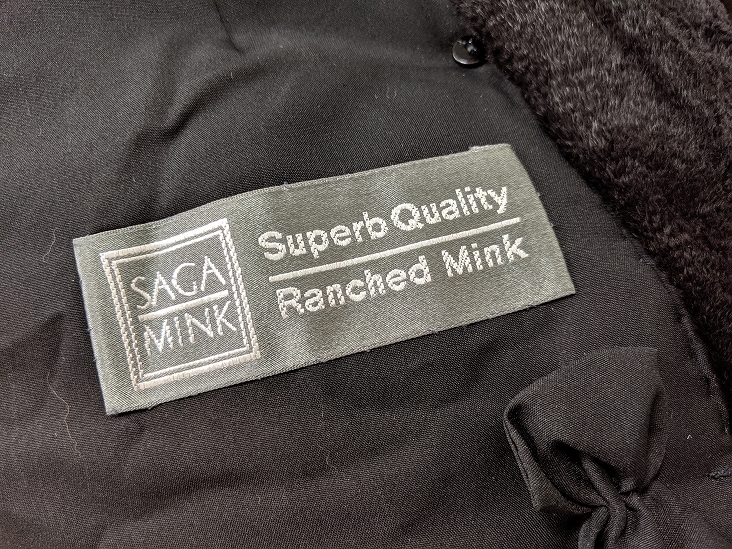 SAGA
MINK
Superb Quality
Ranched Mink